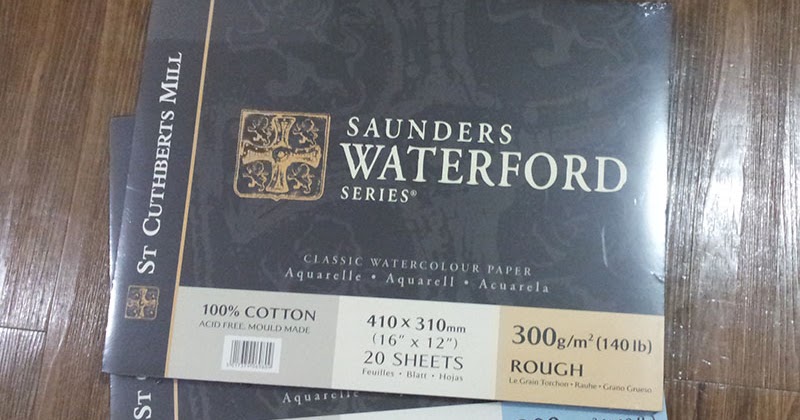 ST CUTHBERTS MILL
SAUNDERS
WATERFORD
SERIES®
CLASSIC WATERCOLOUR PAPER
Aquarelle • Aquarell • Acuarela
100% COTTON
ACID FREE. MOULD MADE
410 x 310mm
(16" x 12")
20 SHEETS
Feuilles • Blatt • Hojas
300g/m² (140 lb)
ROUGH
Le Grain Torchon • Rauhe • Grano Grueso
ST
Aquarelle